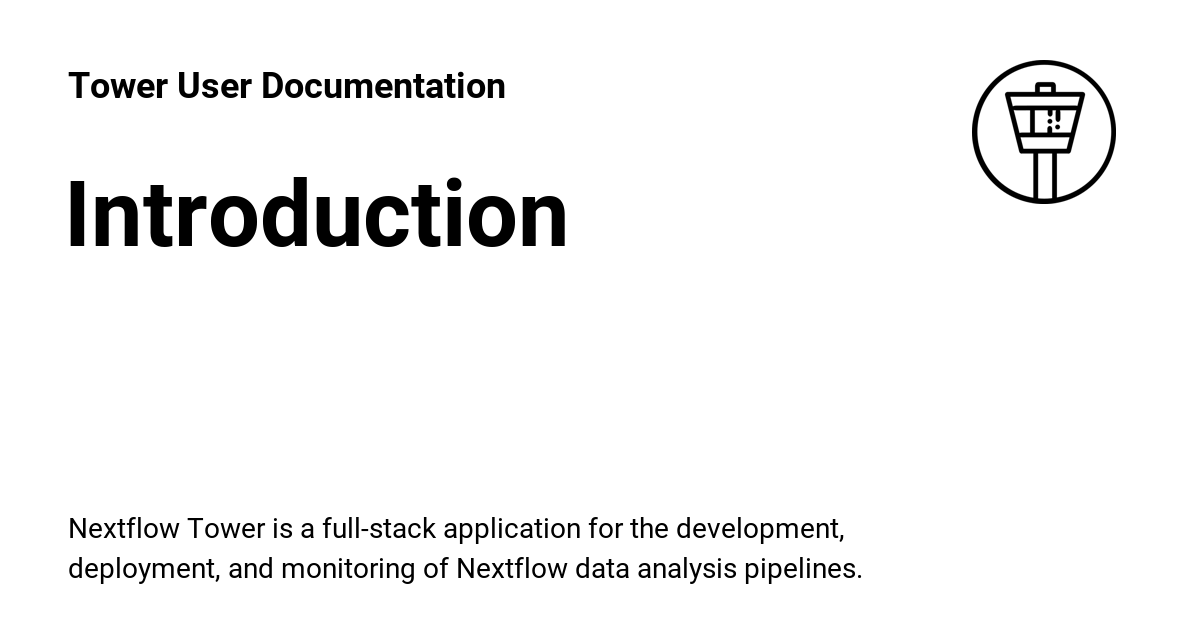 Tower User Documentation
Introduction
Nextflow Tower is a full-stack application for the development,
deployment, and monitoring of Nextflow data analysis pipelines.